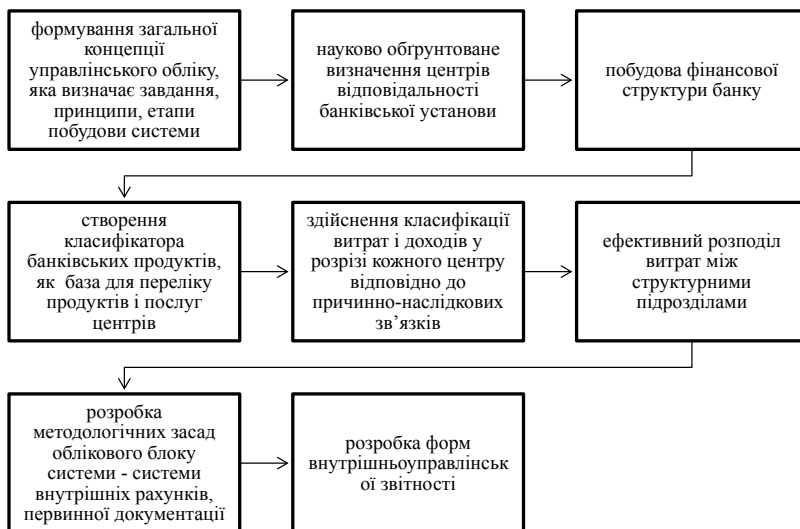 формування загальної
концепції
управлінського обліку,
яка визначає завдання,
принципи, етапи
побудови системи
науково обґрунтоване
визначення центрів
відповідальності
банківської установи
побудова фінансової
структури банку
створення
класифікатора
банківських продуктів,
як база для переліку
продуктів і послуг
центрів
здійснення класифікації
витрат і доходів у
розрізі кожного центру
відповідно до
причинно-наслідкових
зв’язків
ефективний розподіл
витрат між
структурними
підрозділами
розробка
методологічних засад
облікового блоку
системи - системи
внутрішніх рахунків,
первинної документації
розробка форм
внутрішньоуправлінськ
ої звітності